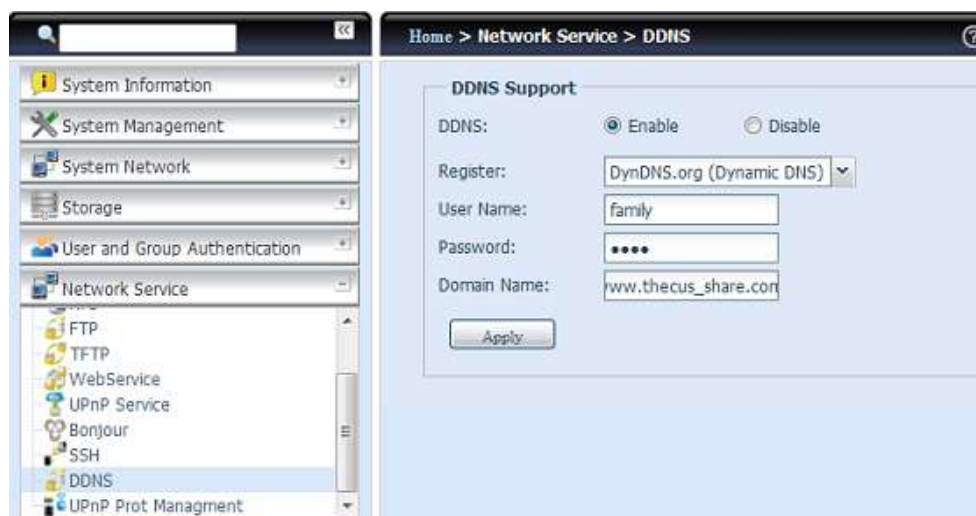 Home > Network Service > DDNS
System Information
System Management
System Network
Storage
User and Group Authentication
Network Service
FTP
TFTP
WebService
UPnP Service
Bonjour
SSH
DDNS
UPnP Prot Managment
DDNS Support
DDNS: Enable Disable
Register: DynDNS.org (Dynamic DNS)
User Name: family
Password: ••••
Domain Name: www.thecus_share.con
Apply